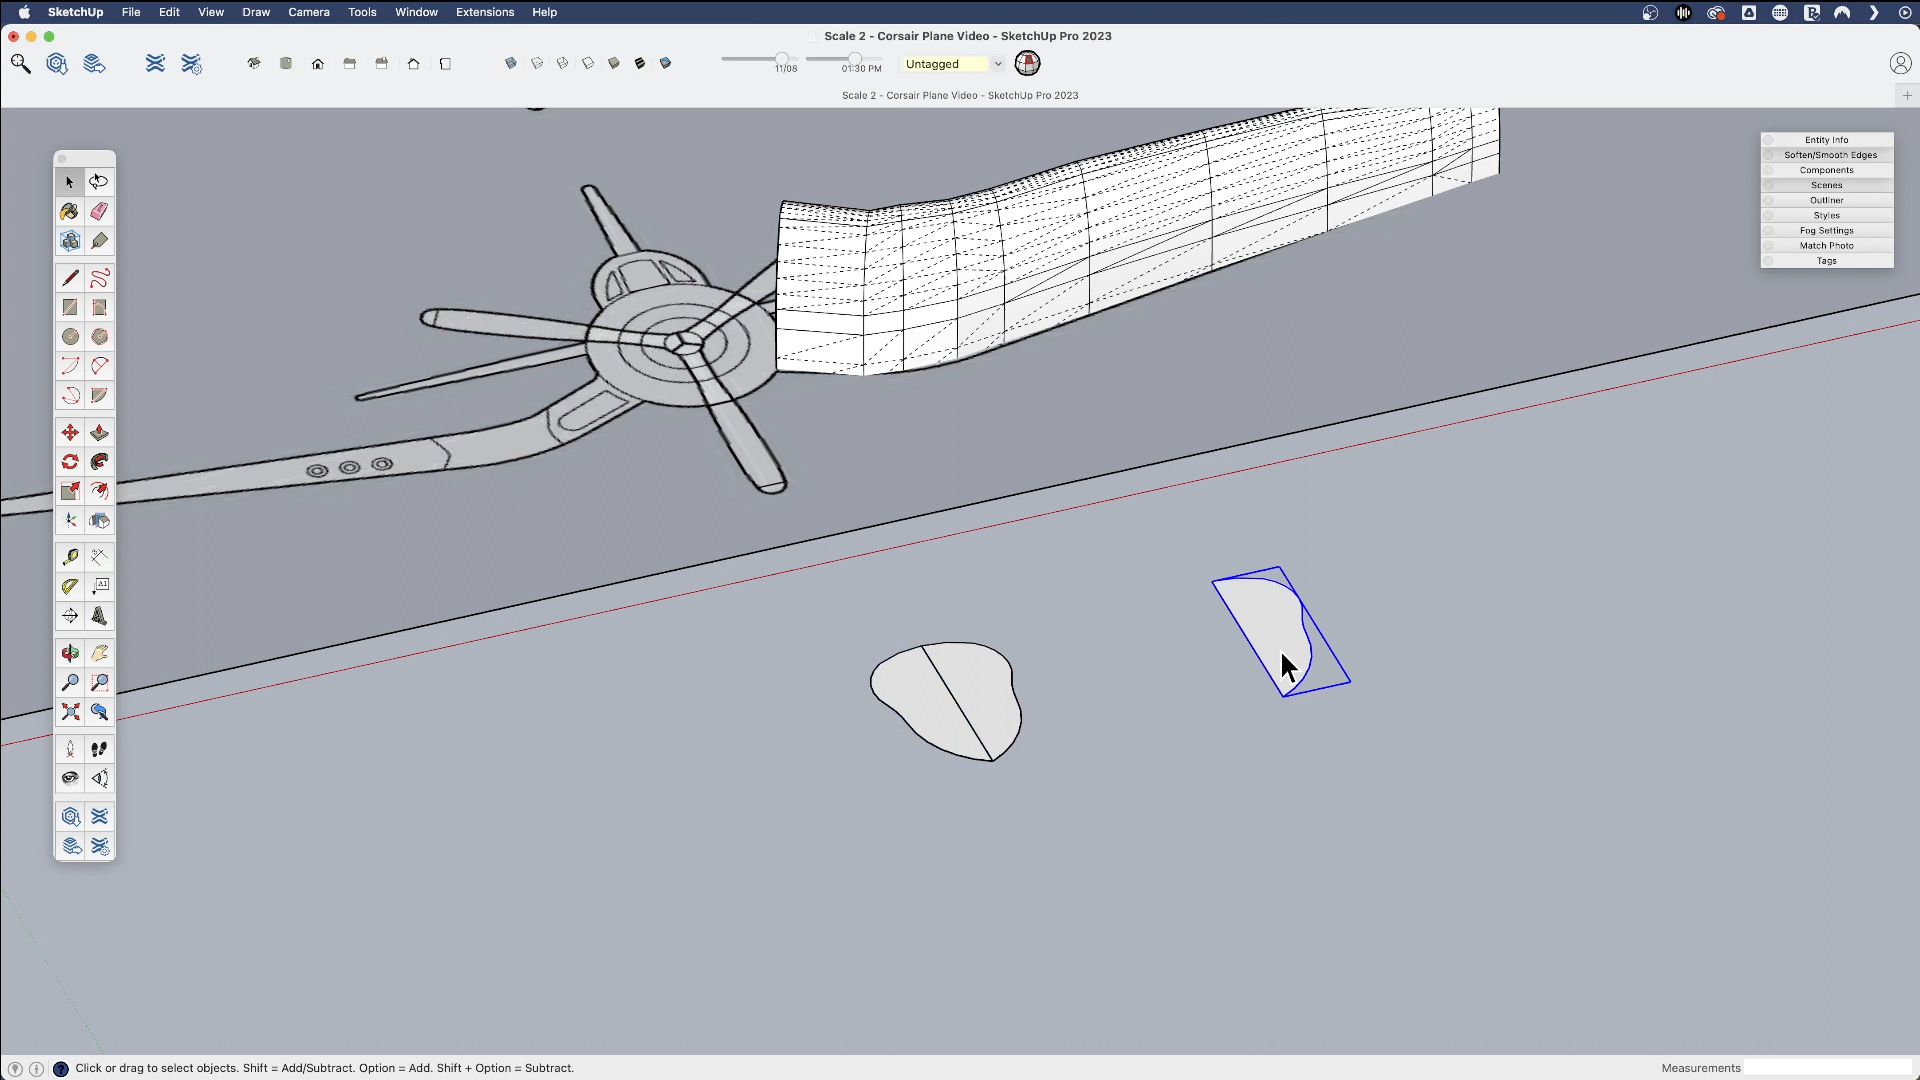 SketchUp File Edit View Draw Camera Tools Window Extensions Help
Scale 2 - Corsair Plane Video - SketchUp Pro 2023
11/08 01:30 PM Untagged
Scale 2 - Corsair Plane Video - SketchUp Pro 2023
Entity Info
Soften/Smooth Edges
Components
Scenes
Outliner
Styles
Fog Settings
Match Photo
Tags
A1
Click or drag to select objects. Shift = Add/Subtract. Option = Add. Shift + Option = Subtract.
Measurements